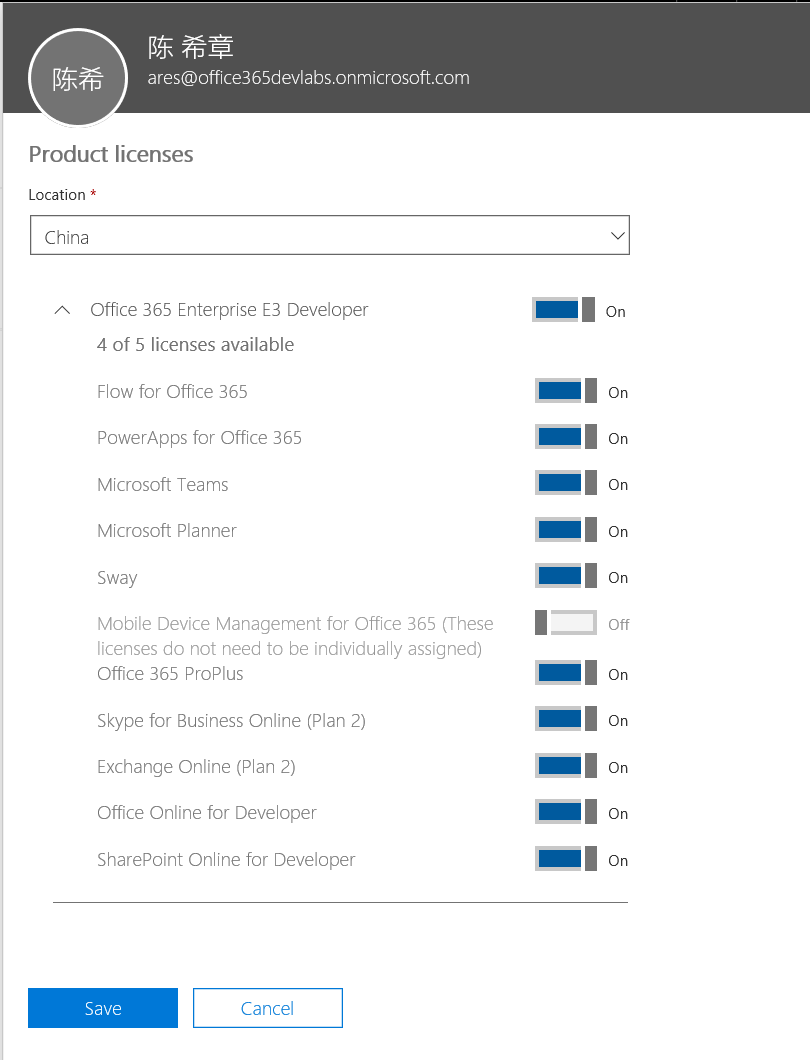 陈希
陈 希章
ares@office365devlabs.onmicrosoft.com
Product licenses
Location *
China
Office 365 Enterprise E3 Developer On
4 of 5 licenses available
Flow for Office 365 On
PowerApps for Office 365 On
Microsoft Teams On
Microsoft Planner On
Sway On
Mobile Device Management for Office 365 (These Off
licenses do not need to be individually assigned)
Office 365 ProPlus On
Skype for Business Online (Plan 2) On
Exchange Online (Plan 2) On
Office Online for Developer On
SharePoint Online for Developer On
Save Cancel